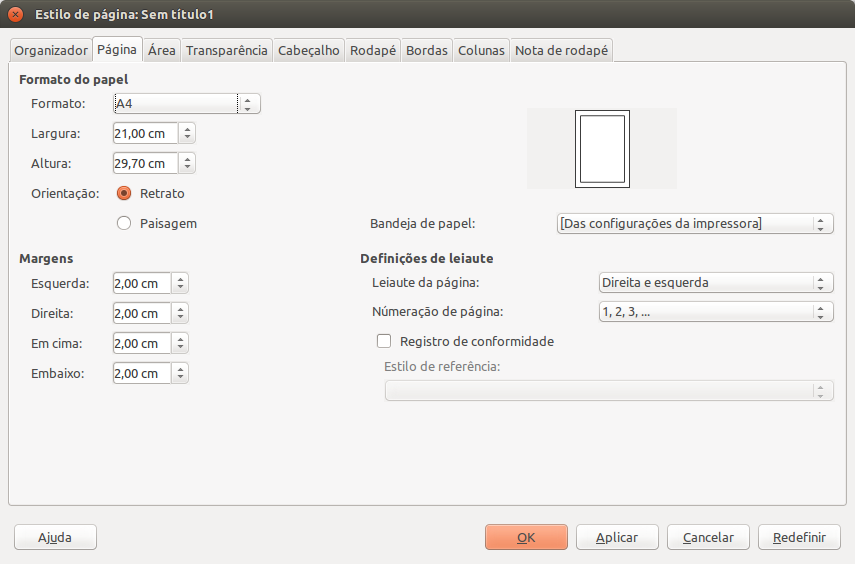 Estilo de página: Sem título1
Organizador Página Área Transparência Cabeçalho Rodapé Bordas Colunas Nota de rodapé
Formato do papel
Formato: A4
Largura: 21,00 cm
Altura: 29,70 cm
Orientação: Retrato
Paisagem
Bandeja de papel: [Das configurações da impressora]
Margens
Esquerda: 2,00 cm
Direita: 2,00 cm
Em cima: 2,00 cm
Embaixo: 2,00 cm
Definições de leiaute
Leiaute da página: Direita e esquerda
Númeração de página: 1, 2, 3, ...
Registro de conformidade
Estilo de referência:
Ajuda OK Aplicar Cancelar Redefinir